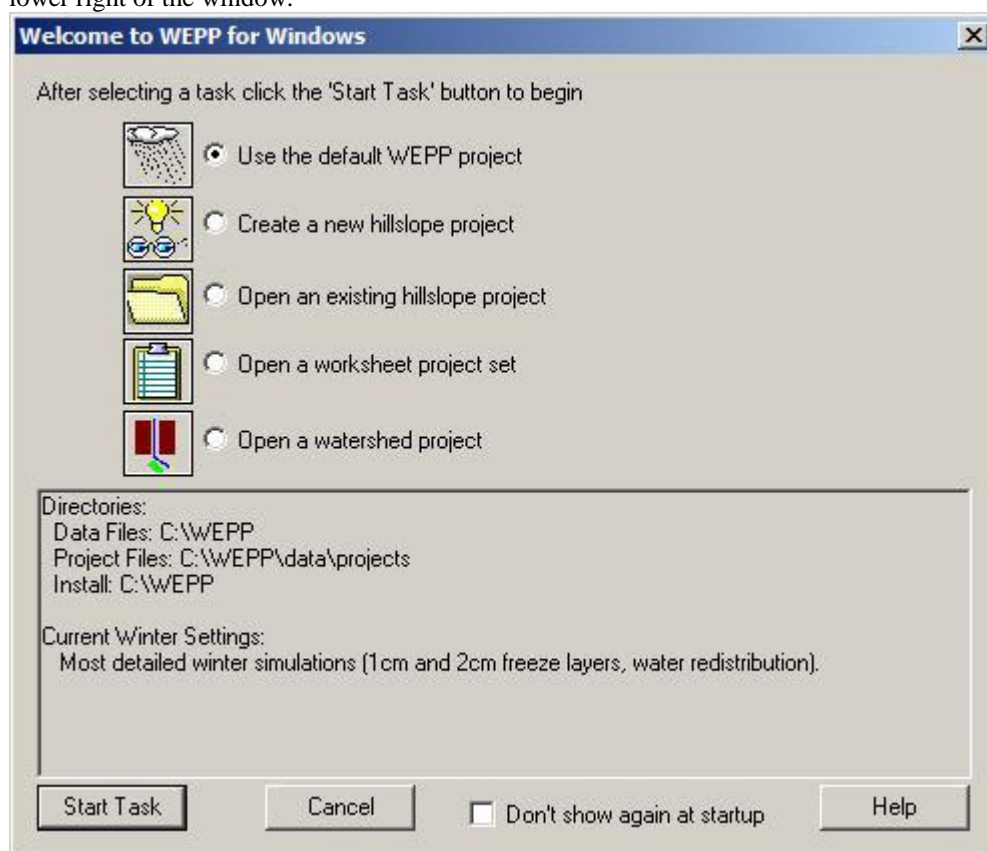 lower right of the window.
Welcome to WEPP for Windows
After selecting a task click the 'Start Task' button to begin
Use the default WEPP project
Create a new hillslope project
Open an existing hillslope project
Open a worksheet project set
Open a watershed project
Directories:
Data Files: C:\WEPP
Project Files: C:\WEPP\data\projects
Install: C:\WEPP
Current Winter Settings:
Most detailed winter simulations (1cm and 2cm freeze layers, water redistribution).
Start Task
Cancel
Don't show again at startup
Help